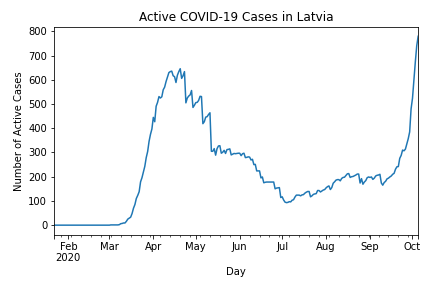 Active COVID-19 Cases in Latvia
800
700
600
500
400
300
200
100
0
Number of Active Cases
Feb Mar Apr May Jun Jul Aug Sep Oct
2020
Day